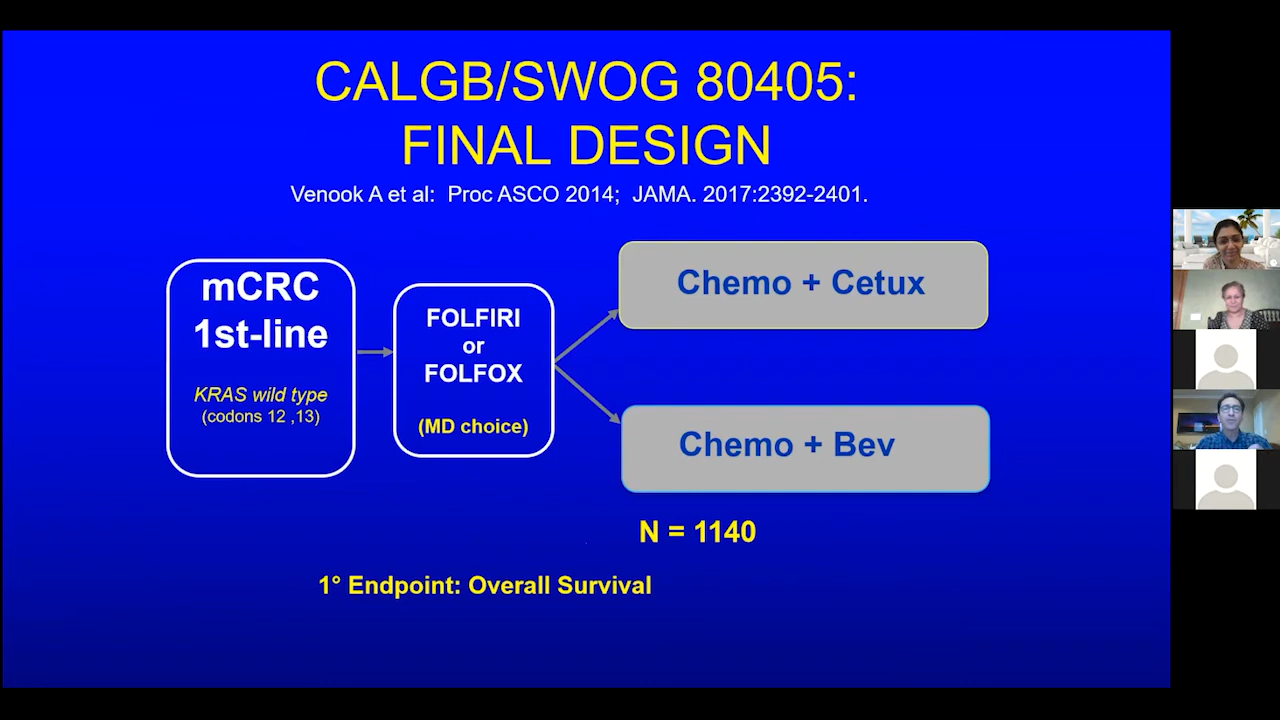 CALGB/SWOG 80405:
FINAL DESIGN
Venook A et al:  Proc ASCO 2014;  JAMA. 2017:2392-2401.
mCRC
1st-line
KRAS wild type
(codons 12 ,13)
FOLFIRI
or
FOLFOX
(MD choice)
Chemo + Cetux
Chemo + Bev
N = 1140
1° Endpoint: Overall Survival